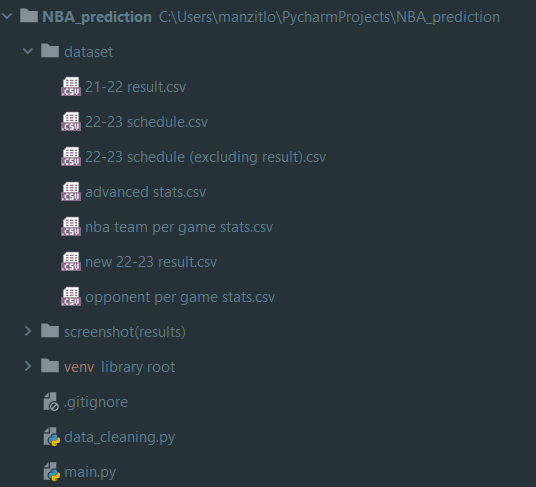 NBA_prediction C:\Users\manzitlo\PycharmProjects\NBA_prediction
dataset
21-22 result.csv
22-23 schedule.csv
22-23 schedule (excluding result).csv
advanced stats.csv
nba team per game stats.csv
new 22-23 result.csv
opponent per game stats.csv
screenshot(results)
venv library root
.gitignore
data_cleaning.py
main.py